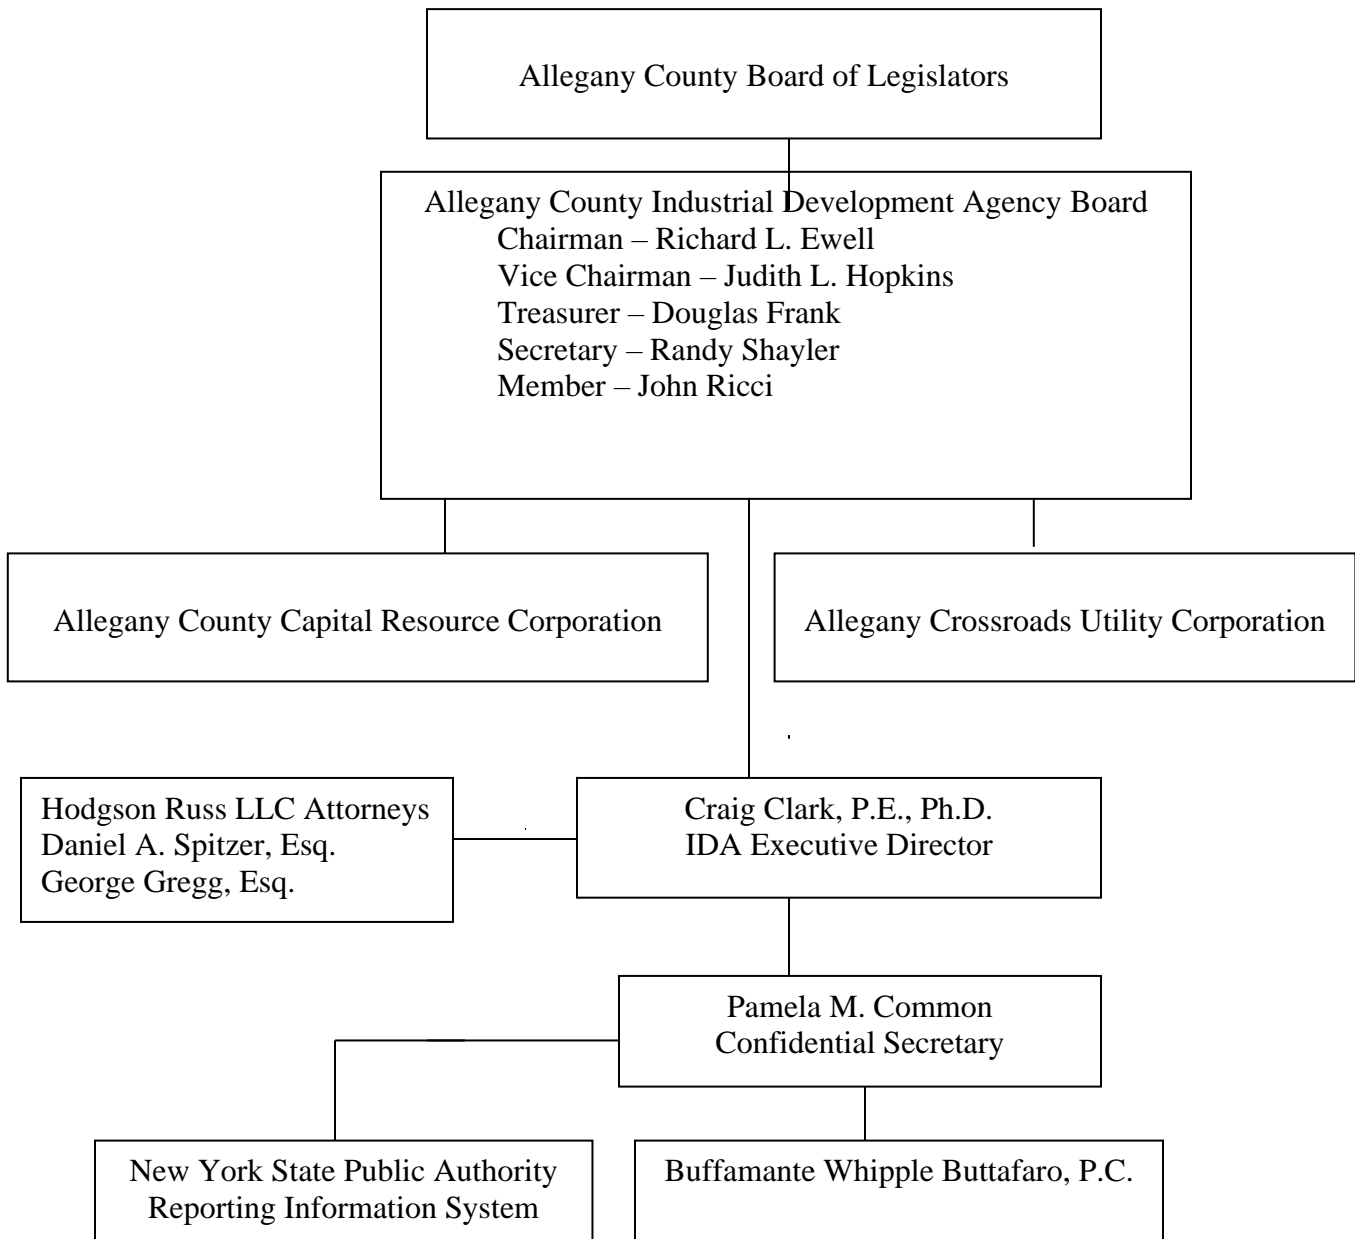 Allegany County Board of Legislators
Allegany County Industrial Development Agency Board
Chairman – Richard L. Ewell
Vice Chairman – Judith L. Hopkins
Treasurer – Douglas Frank
Secretary – Randy Shayler
Member – John Ricci
Allegany County Capital Resource Corporation
Allegany Crossroads Utility Corporation
Hodgson Russ LLC Attorneys
Daniel A. Spitzer, Esq.
George Gregg, Esq.
Craig Clark, P.E., Ph.D.
IDA Executive Director
Pamela M. Common
Confidential Secretary
New York State Public Authority
Reporting Information System
Buffamante Whipple Buttafaro, P.C.